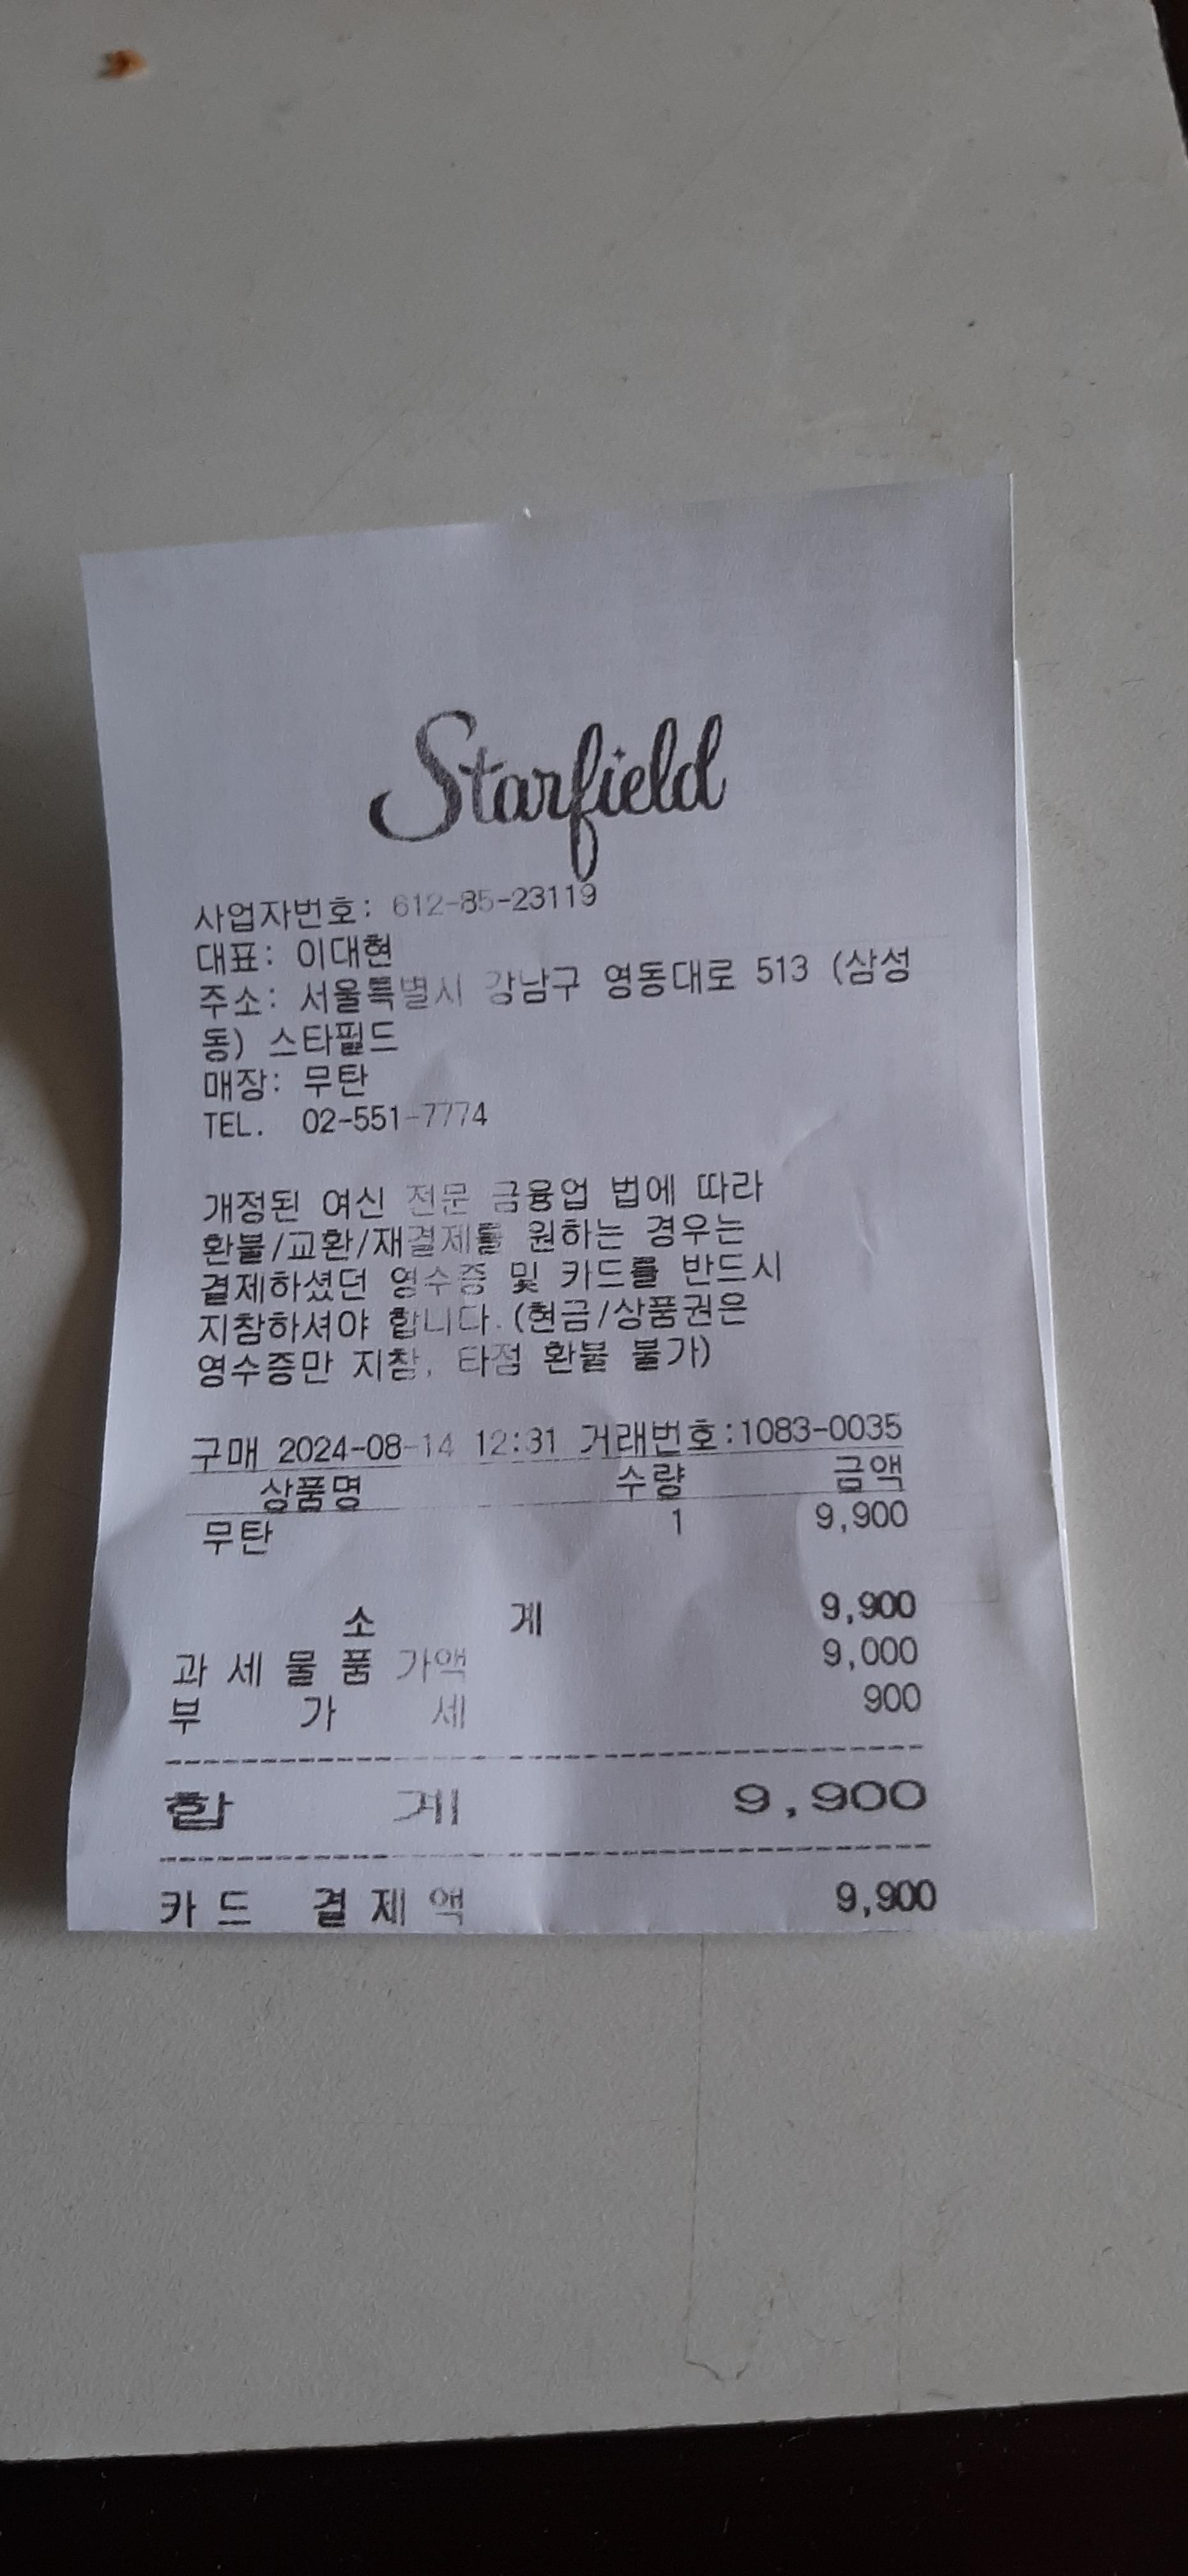 Starfield
사업자번호: 612-85-23119
대표: 이대현
주소: 서울특별시 강남구 영동대로 513 (삼성
동) 스타필드
매장: 무탄
TEL. 02-551-7774
개정된 여신 전문 금융업 법에 따라
환불/교환/재결제를 원하는 경우는
결제하셨던 영수증 및 카드를 반드시
지참하셔야 합니다.(현금/상품권은
영수증만 지참, 타점 환불 불가)
구매 2024-08-14 12:31 거래번호:1083-0035
상품명 수량 금액
무탄 1 9,900
소 계 9,900
과 세 물 품 가액 9,000
부 가 세 900
합 계 9,900
카 드 결 제 액 9,900